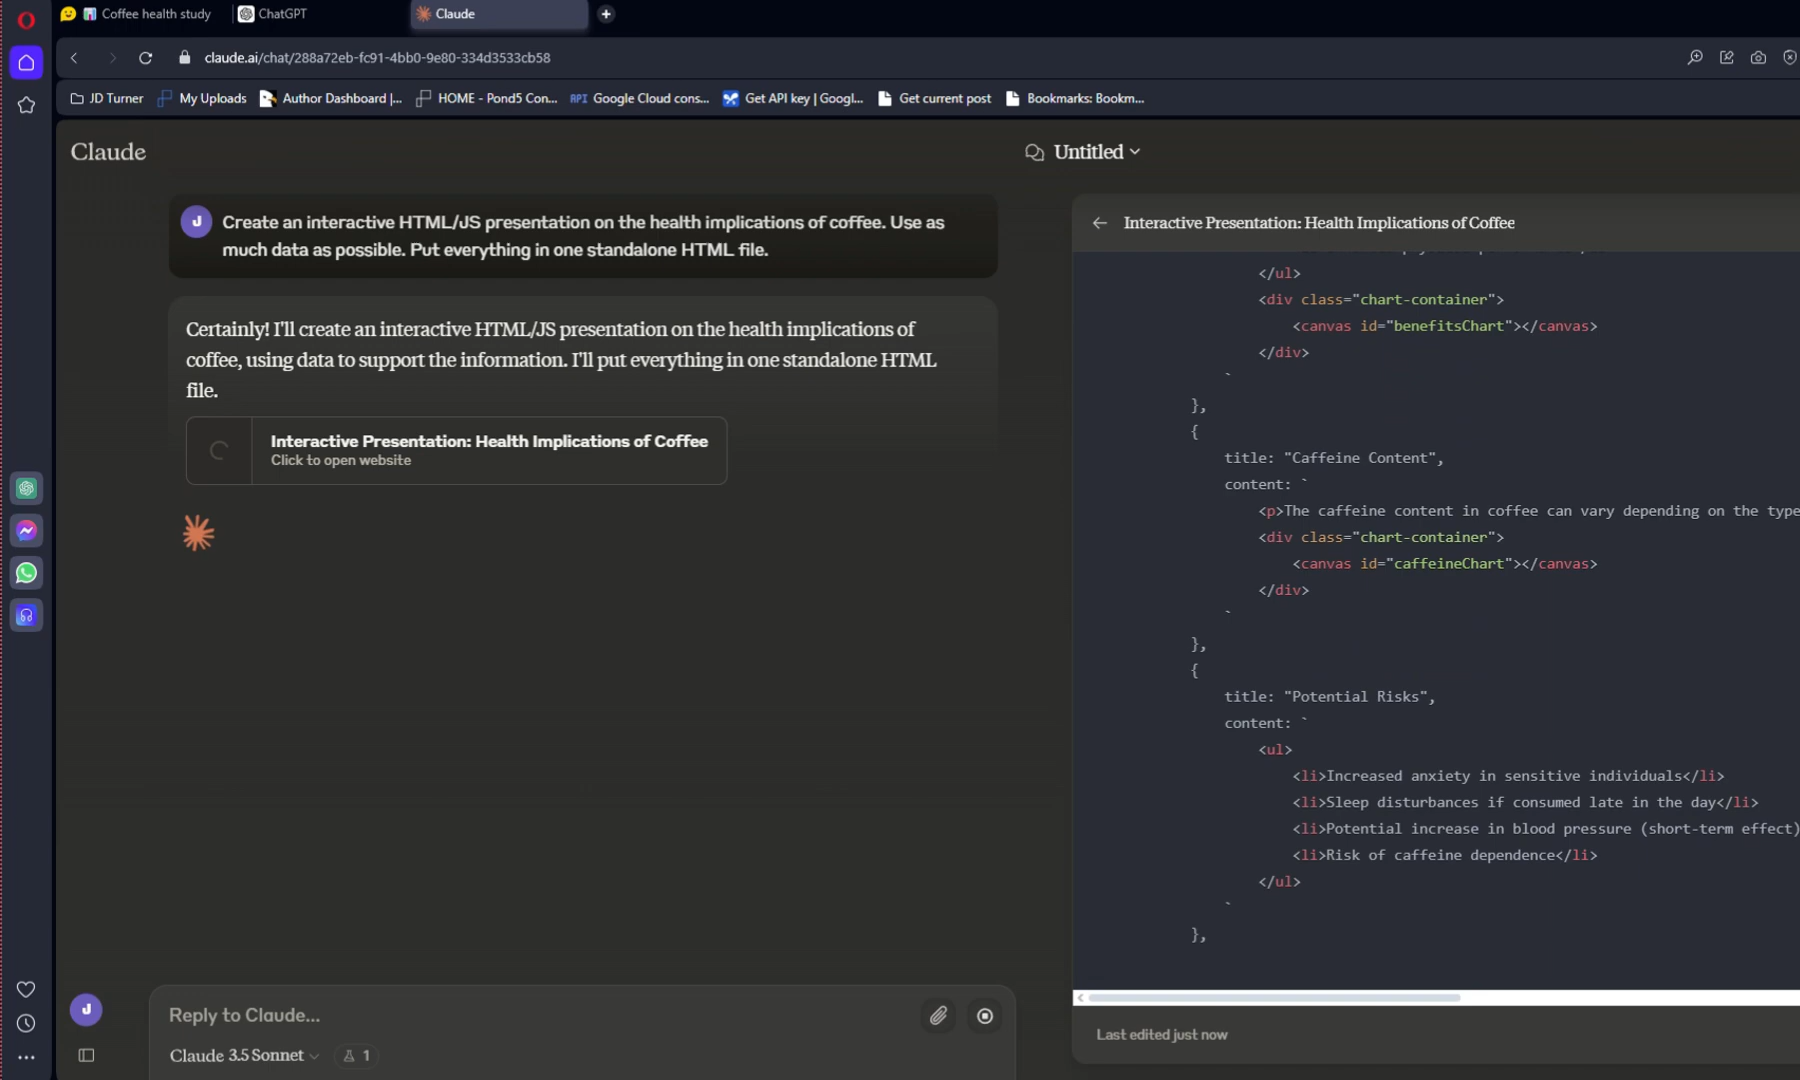 Coffee health study
ChatGPT
Claude
claude.ai/chat/288a72eb-fc91-4bb0-9e80-334d3533cb58
JD Turner
My Uploads
Author Dashboard |...
HOME - Pond5 Con...
API Google Cloud cons...
Get API key | Googl...
Get current post
Bookmarks: Bookm...
Claude
Untitled
J
Create an interactive HTML/JS presentation on the health implications of coffee. Use as
much data as possible. Put everything in one standalone HTML file.
Certainly! I'll create an interactive HTML/JS presentation on the health implications of
coffee, using data to support the information. I'll put everything in one standalone HTML
file.
Interactive Presentation: Health Implications of Coffee
Click to open website
J
Reply to Claude...
Claude 3.5 Sonnet
1
Interactive Presentation: Health Implications of Coffee
</ul>
<div class="chart-container">
<canvas id="benefitsChart"></canvas>
</div>
`
},
{
title: "Caffeine Content",
content: `
<p>The caffeine content in coffee can vary depending on the type
<div class="chart-container">
<canvas id="caffeineChart"></canvas>
</div>
`
},
{
title: "Potential Risks",
content: `
<ul>
<li>Increased anxiety in sensitive individuals</li>
<li>Sleep disturbances if consumed late in the day</li>
<li>Potential increase in blood pressure (short-term effect)
<li>Risk of caffeine dependence</li>
</ul>
`
},
Last edited just now